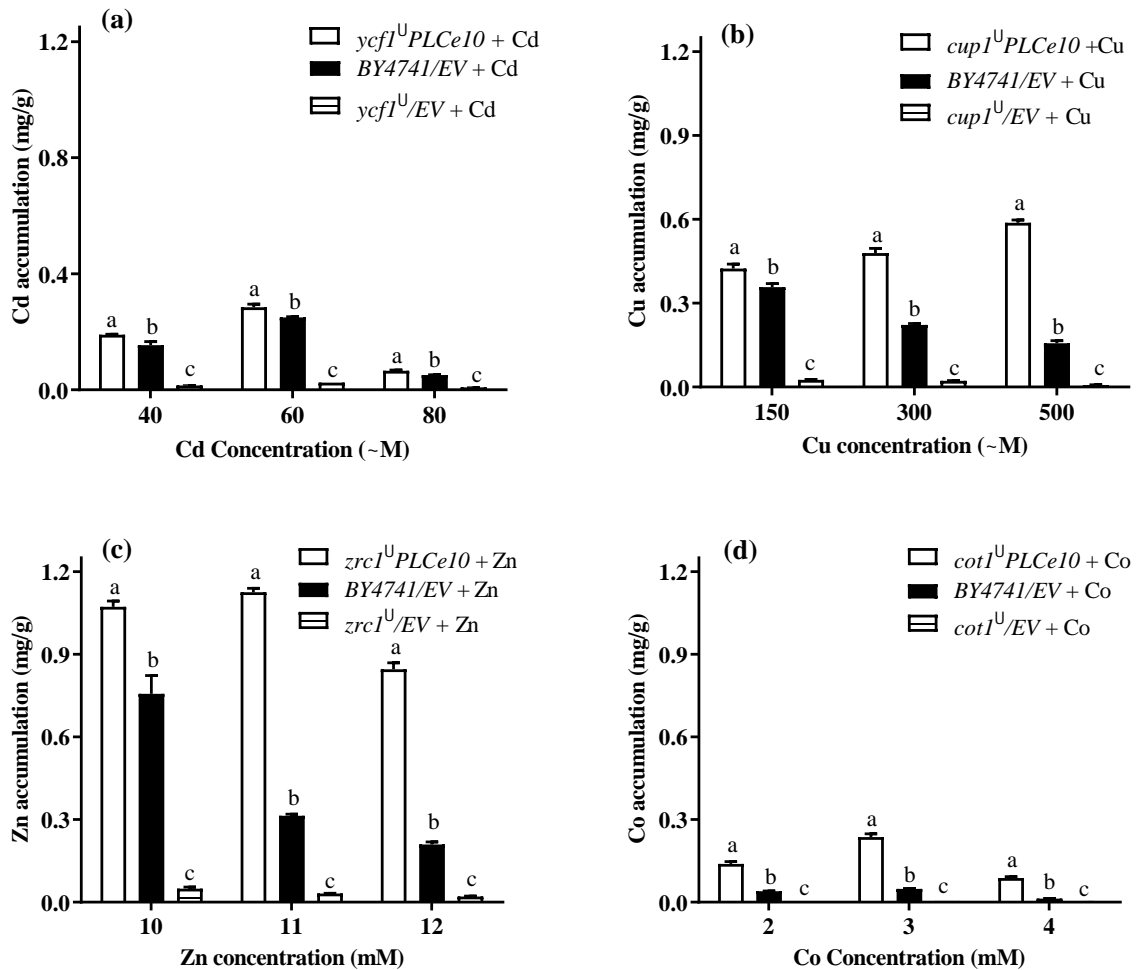 (a)
ycf1ᵁPLCe10 + Cd
BY4741/EV + Cd
ycf1ᵁ/EV + Cd
Cd accumulation (mg/g)
1.2
0.8
0.4
0.0
a b c a b c a b c
40 60 80
Cd Concentration (~M)
(b)
cup1ᵁPLCe10 +Cu
BY4741/EV + Cu
cup1ᵁ/EV + Cu
Cu accumulation (mg/g)
1.2
0.9
0.6
0.3
0.0
a b c a b c a b c
150 300 500
Cu concentration (~M)
(c)
zrc1ᵁPLCe10 + Zn
BY4741/EV + Zn
zrc1ᵁ/EV + Zn
Zn accumulation (mg/g)
1.2
0.9
0.6
0.3
0.0
a b c a b c a b c
10 11 12
Zn concentration (mM)
(d)
cot1ᵁPLCe10 + Co
BY4741/EV + Co
cot1ᵁ/EV + Co
Co accumulation (mg/g)
1.2
0.9
0.6
0.3
0.0
a b c a b c a b c
2 3 4
Co Concentration (mM)